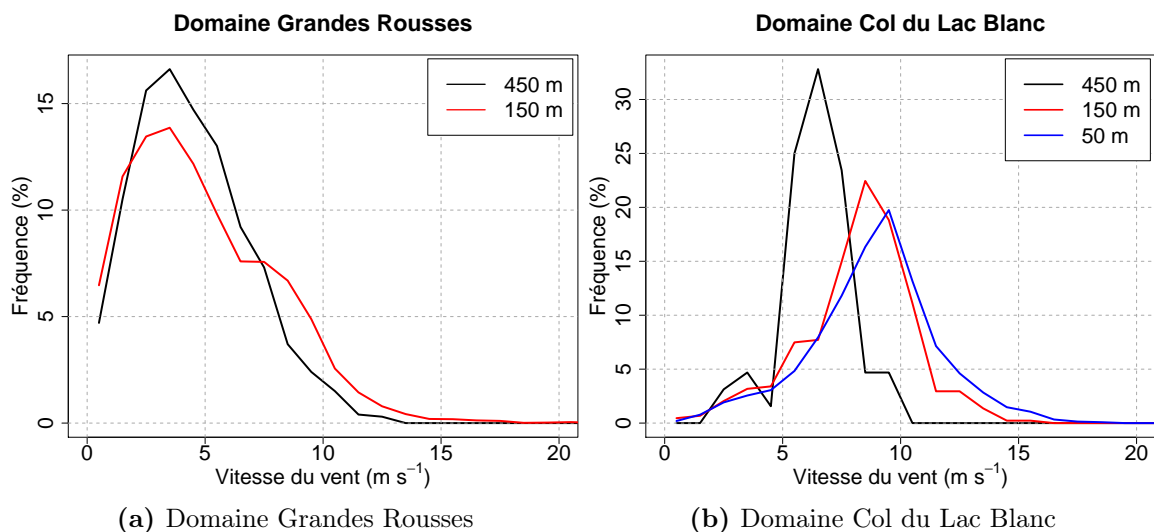 Domaine Grandes Rousses
Fréquence (%)
0
5
10
15
450 m
150 m
0
5
10
15
20
Vitesse du vent (m s⁻¹)
(a) Domaine Grandes Rousses
Domaine Col du Lac Blanc
Fréquence (%)
0
5
10
15
20
25
30
450 m
150 m
50 m
0
5
10
15
20
Vitesse du vent (m s⁻¹)
(b) Domaine Col du Lac Blanc